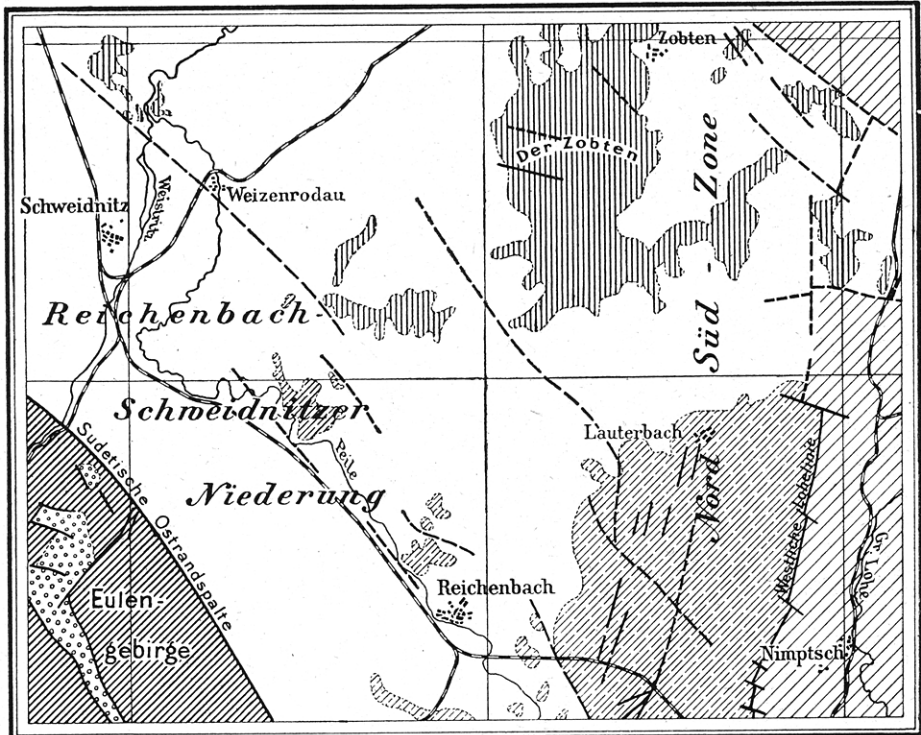 Zobten
Der Zobten
Süd - Zone
Weizenrodau
Schweidnitz
Weistritz
Reichenbach-
Schweidnitzer
Niederung
Lauterbach
Nord
Peile
Westliche Loheliohe
Gr. Lohe
Sudetische Ostrandspalte
Reichenbach
Eulen-
gebirge
Nimptsch